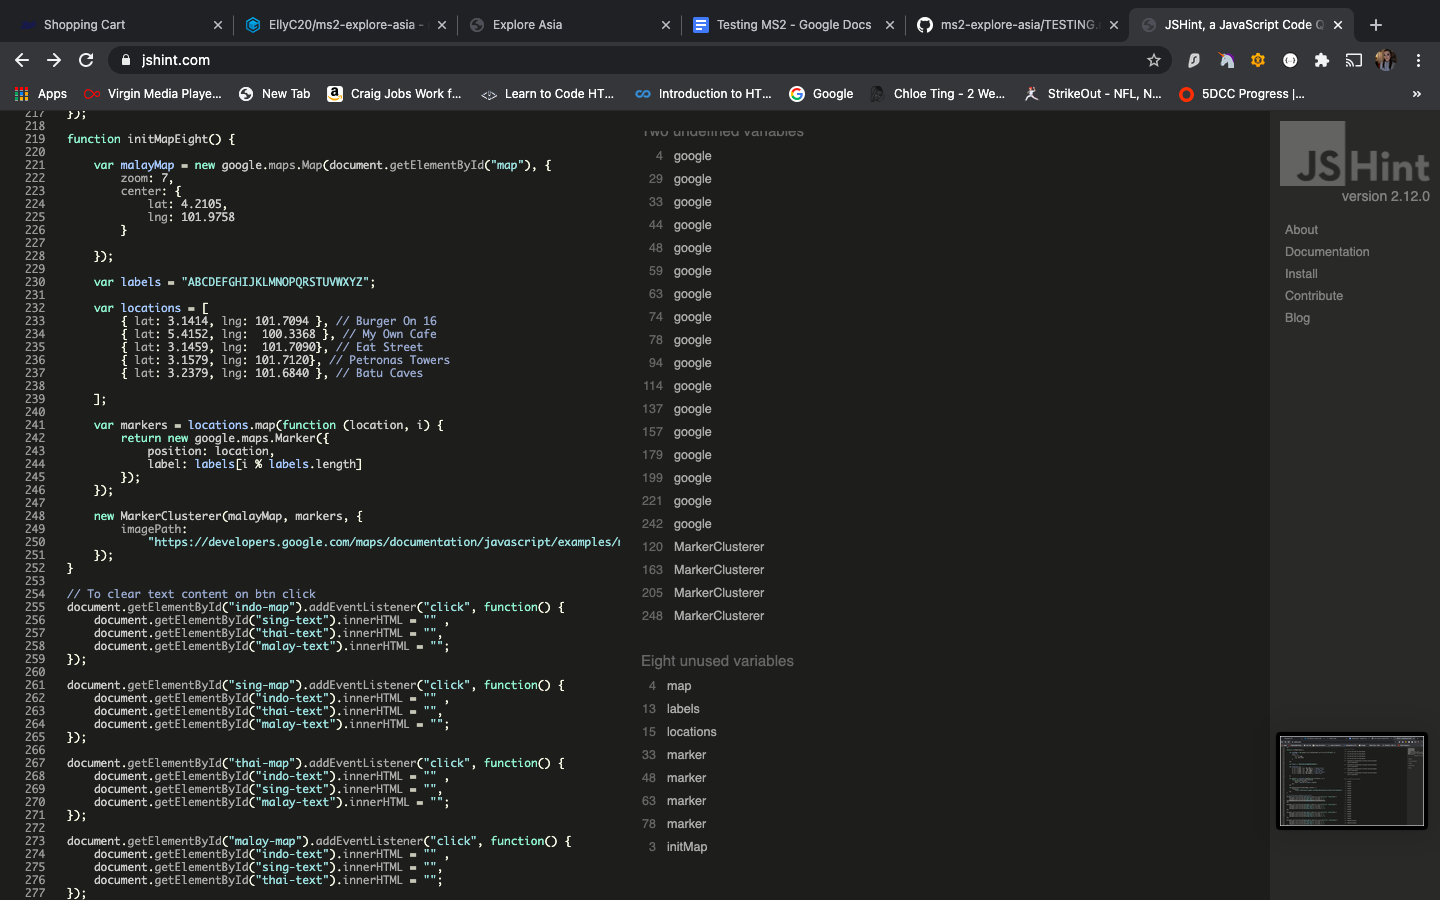 Shopping Cart
EllyC20/ms2-explore-asia -
Explore Asia
Testing MS2 - Google Docs
ms2-explore-asia/TESTING.
JSHint, a JavaScript Code Q
jshint.com
Apps
Virgin Media Playe...
New Tab
Craig Jobs Work f...
Learn to Code HT...
Introduction to HT...
Google
Chloe Ting - 2 We...
StrikeOut - NFL, N...
5DCC Progress |...
»
217 });
218
219 function initMapEight() {
220
221 var malayMap = new google.maps.Map(document.getElementById("map"), {
222 zoom: 7,
223 center: {
224 lat: 4.2105,
225 lng: 101.9758
226 }
227
228 });
229
230 var labels = "ABCDEFGHIJKLMNOPQRSTUVWXYZ";
231
232 var locations = [
233 { lat: 3.1414, lng: 101.7094 }, // Burger On 16
234 { lat: 5.4152, lng:  100.3368 }, // My Own Cafe
235 { lat: 3.1459, lng:  101.7090}, // Eat Street
236 { lat: 3.1579, lng: 101.7120}, // Petronas Towers
237 { lat: 3.2379, lng: 101.6840 }, // Batu Caves
238
239 ];
240
241 var markers = locations.map(function (location, i) {
242 return new google.maps.Marker({
243 position: location,
244 label: labels[i % labels.length]
245 });
246 });
247
248 new MarkerClusterer(malayMap, markers, {
249 imagePath:
250 "https://developers.google.com/maps/documentation/javascript/examples/
251 });
252 }
253
254 // To clear text content on btn click
255 document.getElementById("indo-map").addEventListener("click", function() {
256 document.getElementById("sing-text").innerHTML = "" ,
257 document.getElementById("thai-text").innerHTML = "",
258 document.getElementById("malay-text").innerHTML = "";
259 });
260
261 document.getElementById("sing-map").addEventListener("click", function() {
262 document.getElementById("indo-text").innerHTML = "" ,
263 document.getElementById("thai-text").innerHTML = "",
264 document.getElementById("malay-text").innerHTML = "";
265 });
266
267 document.getElementById("thai-map").addEventListener("click", function() {
268 document.getElementById("indo-text").innerHTML = "" ,
269 document.getElementById("sing-text").innerHTML = "",
270 document.getElementById("malay-text").innerHTML = "";
271 });
272
273 document.getElementById("malay-map").addEventListener("click", function() {
274 document.getElementById("indo-text").innerHTML = "" ,
275 document.getElementById("sing-text").innerHTML = "",
276 document.getElementById("thai-text").innerHTML = "";
277 });
Two undefined variables
4 google
29 google
33 google
44 google
48 google
59 google
63 google
74 google
78 google
94 google
114 google
137 google
157 google
179 google
199 google
221 google
242 google
120 MarkerClusterer
163 MarkerClusterer
205 MarkerClusterer
248 MarkerClusterer
Eight unused variables
4 map
13 labels
15 locations
33 marker
48 marker
63 marker
78 marker
3 initMap
JSHint
version 2.12.0
About
Documentation
Install
Contribute
Blog